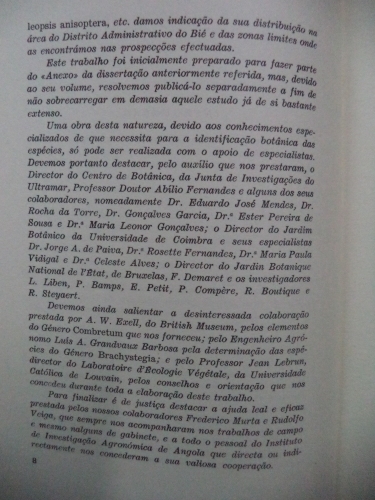 leopsis anisoptera, etc. damos indicação da sua distribuição na
área do Distrito Administrativo do Bié e das zonas limites onde
as encontrámos nas prospecções efectuadas.
Este trabalho foi inicialmente preparado para fazer parte
do «Anexo» da dissertação anteriormente referida, mas, devido
ao seu volume, resolvemos publicá-lo separadamente a fim de
não sobrecarregar em demasia aquele estudo já de si bastante
extenso.
Uma obra desta natureza, devido aos conhecimentos espe-
cializados de que necessita para a identificação botânica das
espécies, só pode ser realizada com o apoio de especialistas.
Devemos portanto destacar, pelo auxílio que nos prestaram, o
Director do Centro de Botânica, da Junta de Investigações do
Ultramar, Professor Doutor Abílio Fernandes e alguns dos seus
colaboradores, nomeadamente Dr. Eduardo José Mendes, Dr.
Rocha da Torre, Dr. Gonçalves Garcia, Dr.ª Ester Pereira de
Sousa e Dr.ª Maria Leonor Gonçalves; o Director do Jardim
Botânico da Universidade de Coimbra e seus especialistas
Dr. Jorge A. de Paiva, Dr.ª Rosette Fernandes, Dr.ª Maria Paula
Vidigal e Dr.ª Celeste Alves; o Director do Jardin Botanique
National de l'État, de Bruxelas, F. Demaret e os investigadores
L. Liben, P. Bamps, E. Petit, P. Compère, R. Boutique e
R. Steyaert.
Devemos ainda salientar a desinteressada colaboração
prestada por A. W. Exell, do British Museum, pelos elementos
do Género Combretum que nos forneceu; pelo Engenheiro Agró-
nomo Luís A. Grandvaux Barbosa pela determinação das espé-
cies do Género Brachystegia; e pelo Professor Jean Lebrun,
director do Laboratoire d'Écologie Végétale, da Universidade
Católica de Louvain, pelos conselhos e orientação que nos
concedeu durante toda a elaboração deste trabalho.
Para finalizar é de justiça destacar a ajuda leal e eficaz
prestada pelos nossos colaboradores Frederico Murta e Rudolfo
Veiga, que sempre nos acompanharam nos trabalhos de campo
e mesmo nalguns de gabinete, e a todo o pessoal do Instituto
de Investigação Agronómica de Angola que directa ou indi-
rectamente nos concederam a sua valiosa cooperação.
8